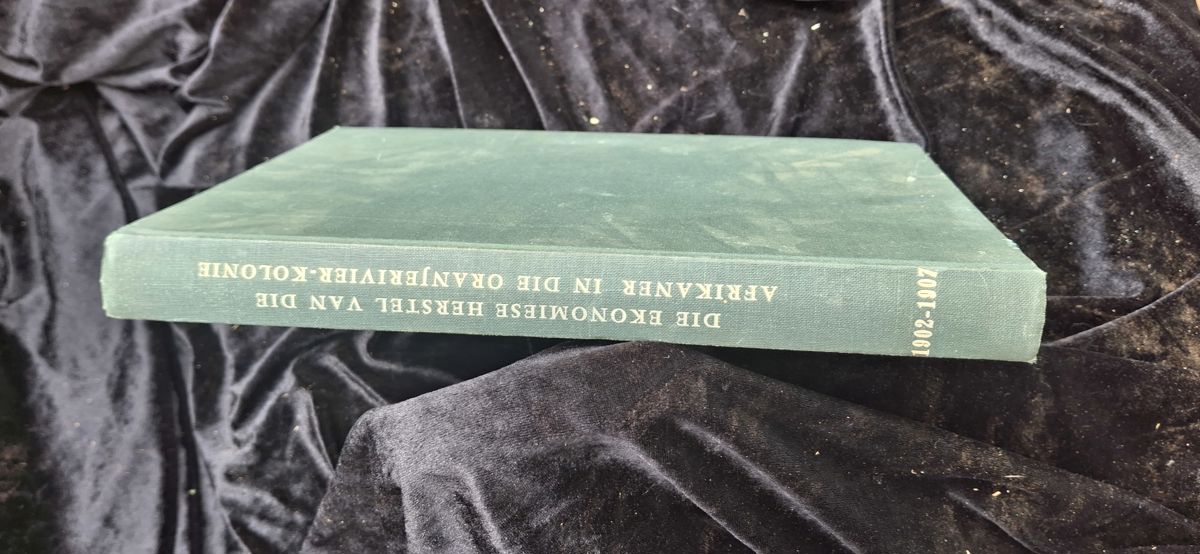 DIE EKONOMIESE HERSTEL VAN DIE
AFRIKANER IN DIE ORANJERIVIER-KOLONIE
1902-1907